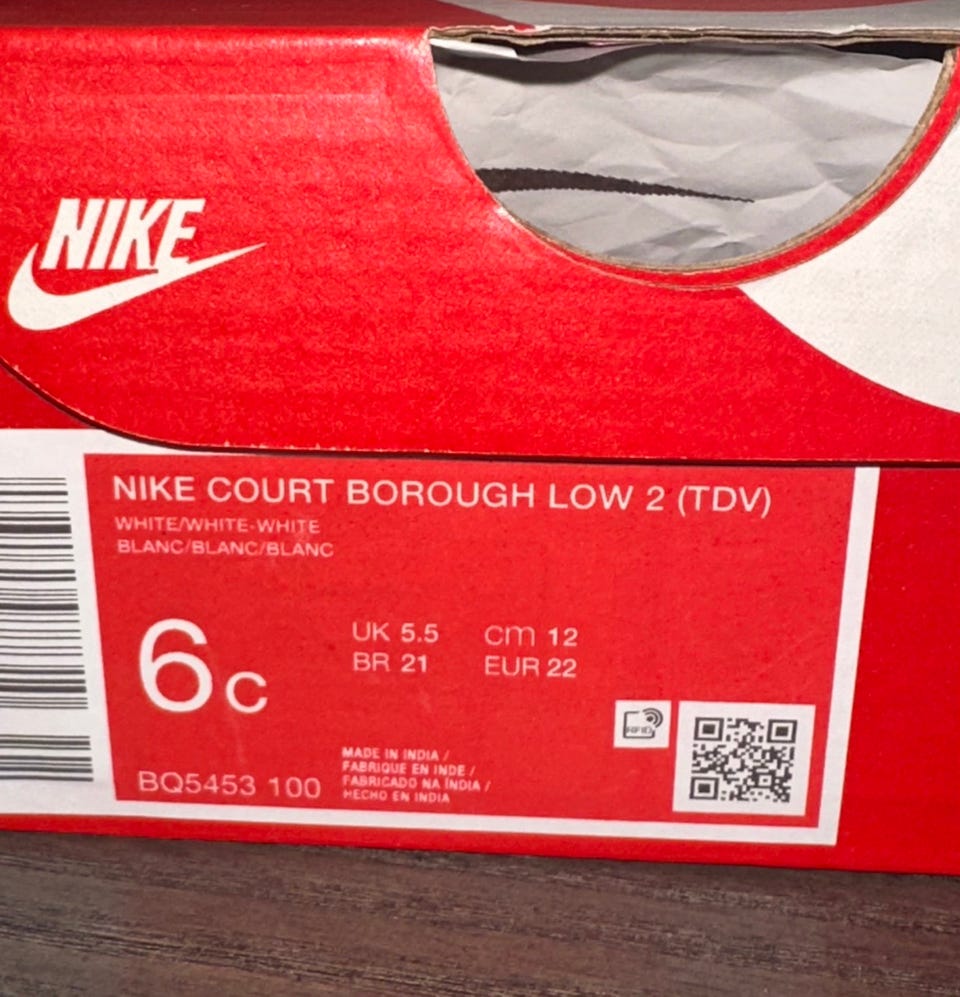 NIKE
NIKE COURT BOROUGH LOW 2 (TDV)
WHITE/WHITE-WHITE
BLANC/BLANC/BLANC
6c
UK 5.5 cm 12
BR 21 EUR 22
RFID
BQ5453 100
MADE IN INDIA /
FABRIQUE EN INDE /
FABRICADO NA ÍNDIA /
HECHO EN INDIA